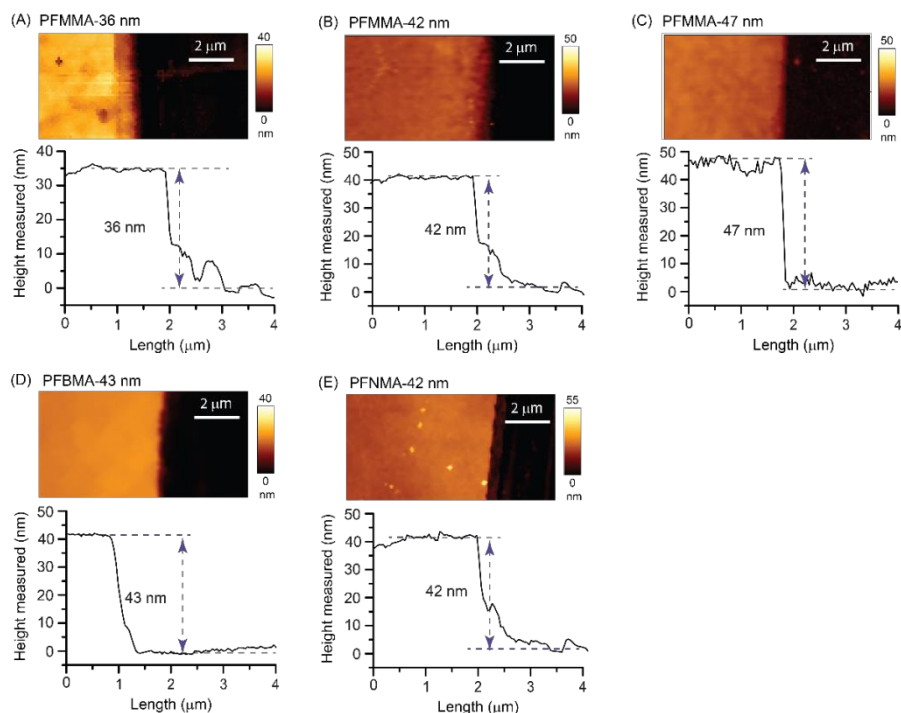 (A) PFMMA-36 nm
2 μm
40
0
nm
Height measured (nm)
40
30
20
10
0
36 nm
0 1 2 3 4
Length (μm)
(B) PFMMA-42 nm
2 μm
50
0
nm
Height measured (nm)
50
40
30
20
10
0
42 nm
0 1 2 3 4
Length (μm)
(C) PFMMA-47 nm
2 μm
50
0
nm
Height measured (nm)
50
40
30
20
10
0
47 nm
0 2 4
Length (μm)
(D) PFBMA-43 nm
2 μm
40
0
nm
Height measured (nm)
50
40
30
20
10
0
43 nm
0 1 2 3 4
Length (μm)
(E) PFNMA-42 nm
2 μm
55
0
nm
Height measured (nm)
50
40
30
20
10
0
42 nm
0 1 2 3 4
Length (μm)